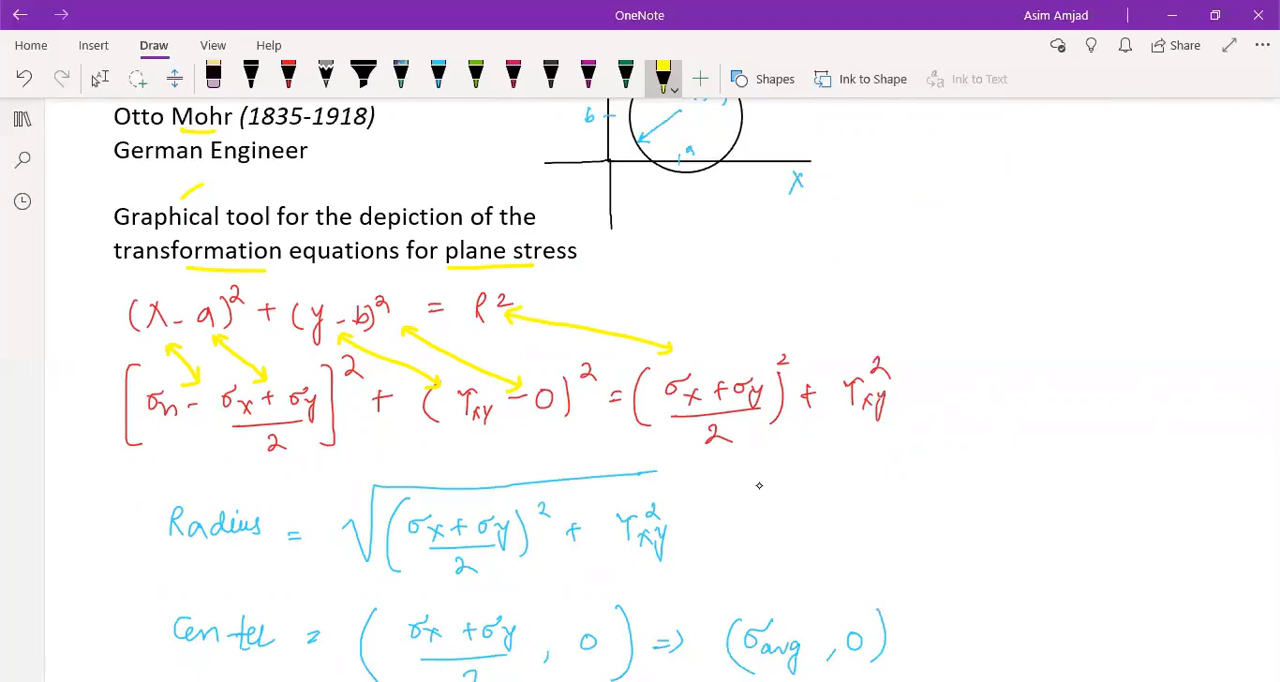 OneNote
Asim Amjad
Home Insert Draw View Help
Share
Shapes Ink to Shape Ink to Text
Otto Mohr (1835-1918)
German Engineer
b
a
X
Graphical tool for the depiction of the
transformation equations for plane stress
(x - a)² + (y - b)² = R²
[σn - (σx + σy)/2]² + (τxy - 0)² = ((σx + σy)/2)² + τxy²
Radius = √(((σx + σy)/2)² + τxy²)
Center = ((σx + σy)/2, 0) => (σavg, 0)